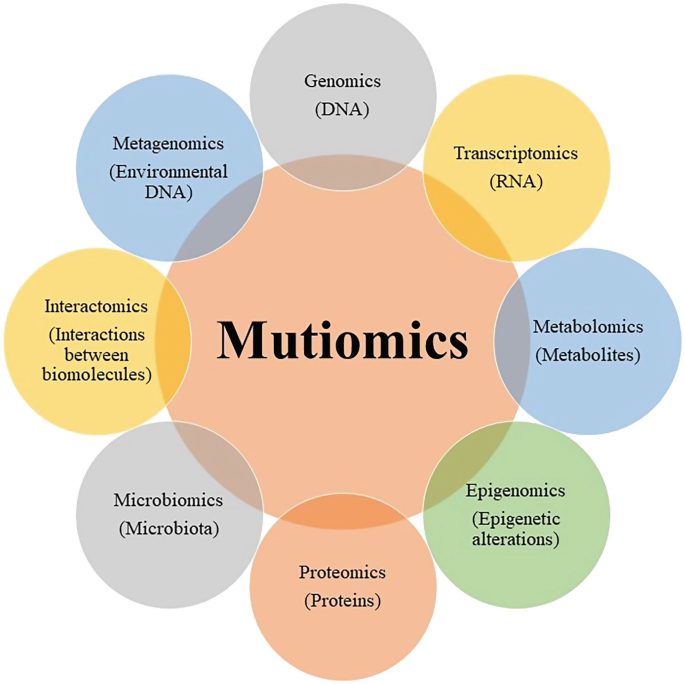 Genomics
(DNA)
Transcriptomics
(RNA)
Metabolomics
(Metabolites)
Epigenomics
(Epigenetic
alterations)
Proteomics
(Proteins)
Microbiomics
(Microbiota)
Interactomics
(Interactions
between
biomolecules)
Metagenomics
(Environmental
DNA)
Mutiomics